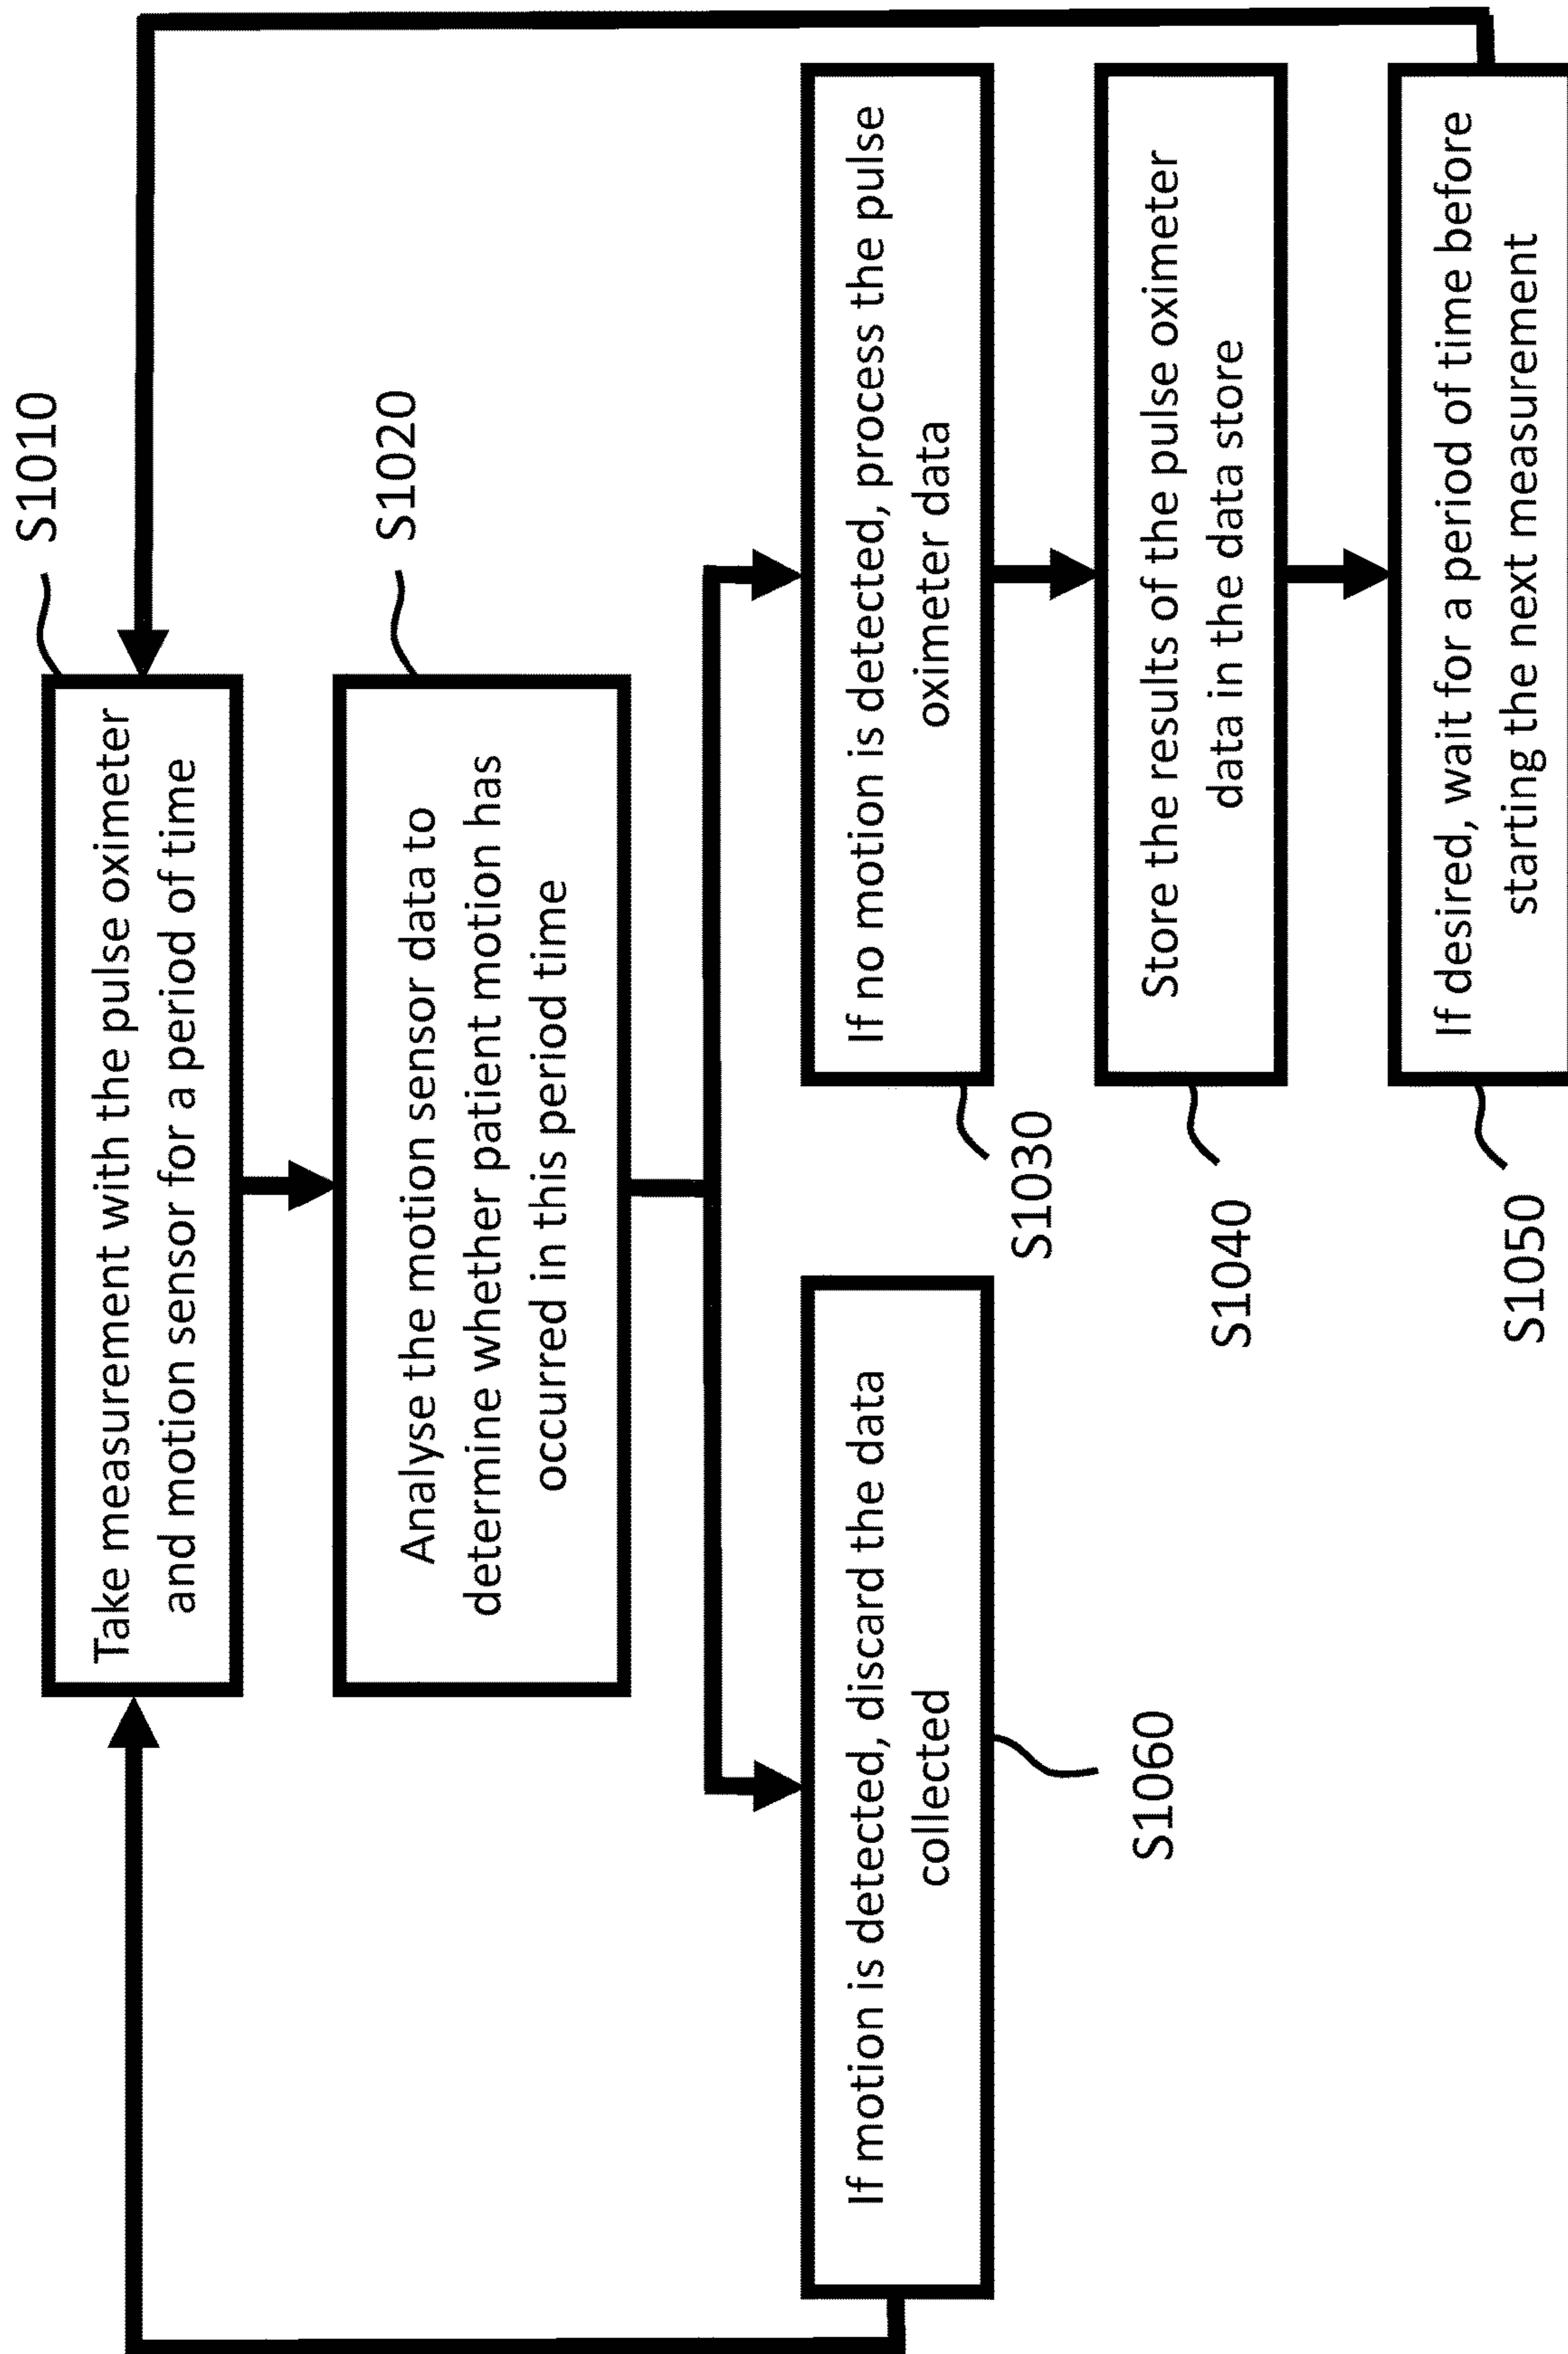 S1010
Take measurement with the pulse oximeter
and motion sensor for a period of time
S1020
Analyse the motion sensor data to
determine whether patient motion has
occurred in this period time
If motion is detected, discard the data
collected
S1060
If no motion is detected, process the pulse
oximeter data
S1030
Store the results of the pulse oximeter
data in the data store
S1040
If desired, wait for a period of time before
starting the next measurement
S1050